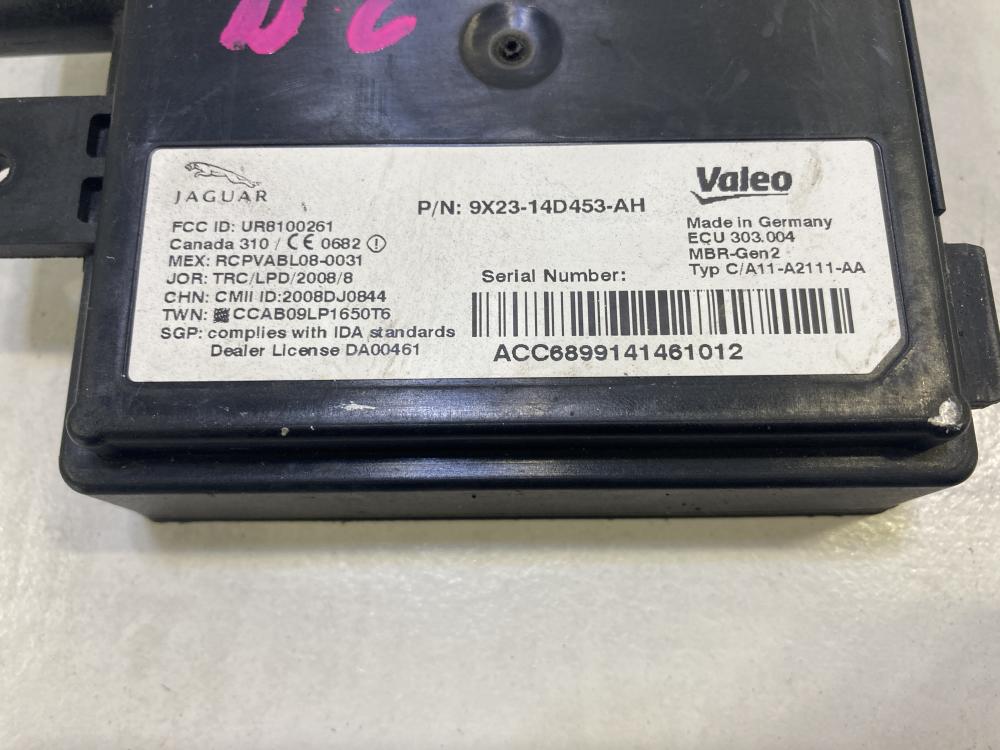 JAGUAR
FCC ID: UR8100261
Canada 310 / CE 0682
MEX: RCPVABL08-0031
JOR: TRC/LPD/2008/8
CHN: CMII ID:2008DJ0844
TWN: CCAB09LP1650T6
SGP: complies with IDA standards
Dealer License DA00461
P/N: 9X23-14D453-AH
Valeo
Made in Germany
ECU 303.004
MBR-Gen2
Typ C/A11-A2111-AA
Serial Number:
ACC6899141461012